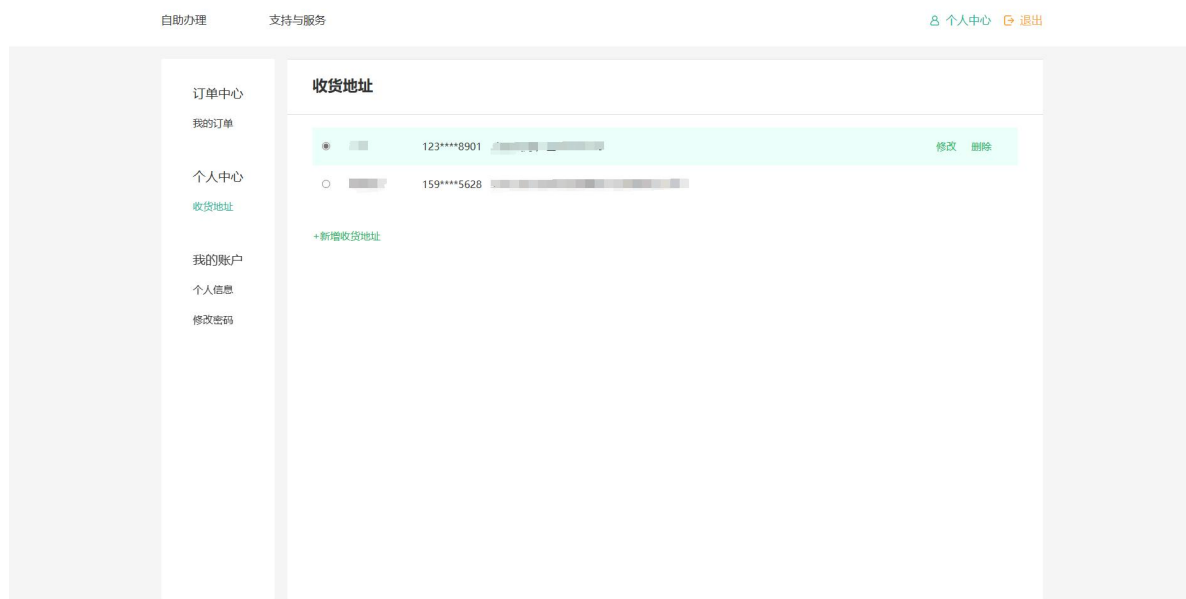 自助办理 支持与服务 个人中心 退出
订单中心
我的订单
个人中心
收货地址
我的账户
个人信息
修改密码
收货地址
123****8901 修改 删除
159****5628
+新增收货地址